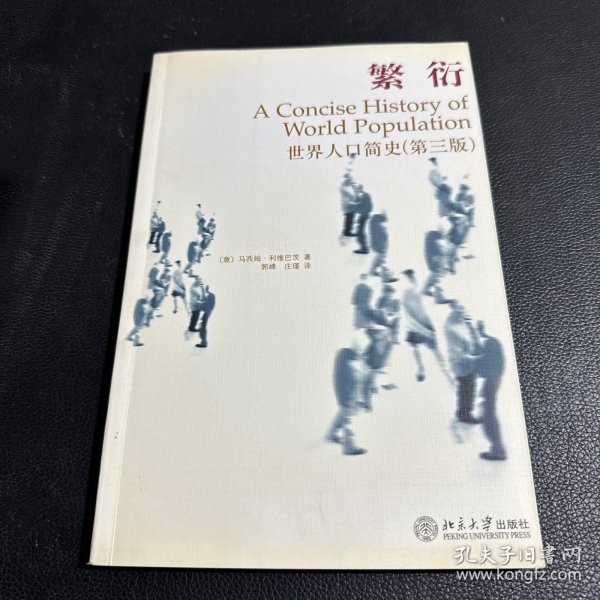 繁衍
A Concise History of
World Population
世界人口简史(第三版)
〔意〕马西姆·利维巴茨 著
郭峰 庄瑾 译
北京大学出版社
PEKING UNIVERSITY PRESS
孔夫子旧书网
www.kongfz.com